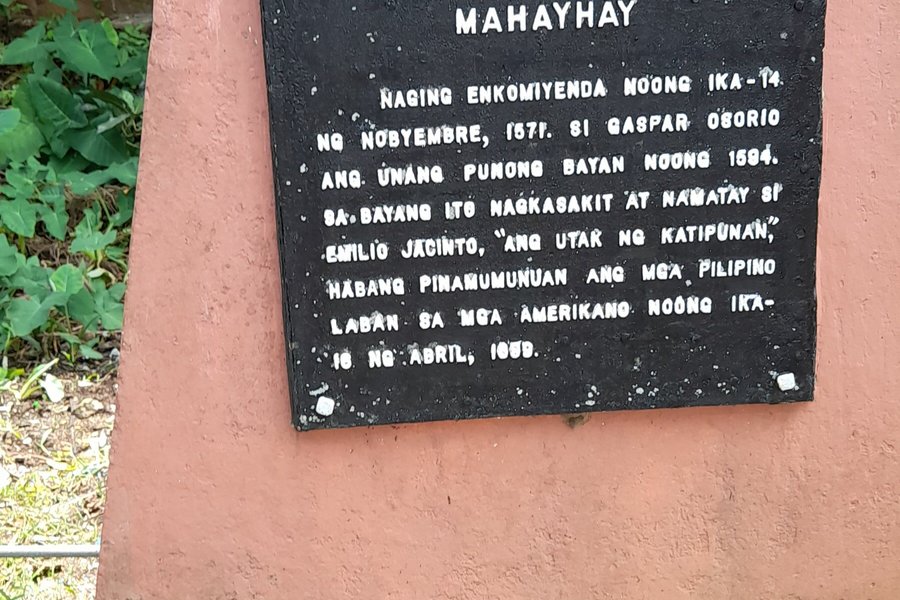 MAHAYHAY
NAGING ENKOMIYENDA NOONG IKA-14
NG NOBYEMBRE, 1571. SI GASPAR OSORIO
ANG UNANG PUNONG BAYAN NOONG 1594.
SA BAYANG ITO NAGKASAKIT AT NAMATAY SI
EMILIO JACINTO, "ANG UTAK NG KATIPUNAN,"
HABANG PINAMUMUNUAN ANG MGA PILIPINO
LABAN SA MGA AMERIKANO NOONG IKA-
16 NG ABRIL, 1899.